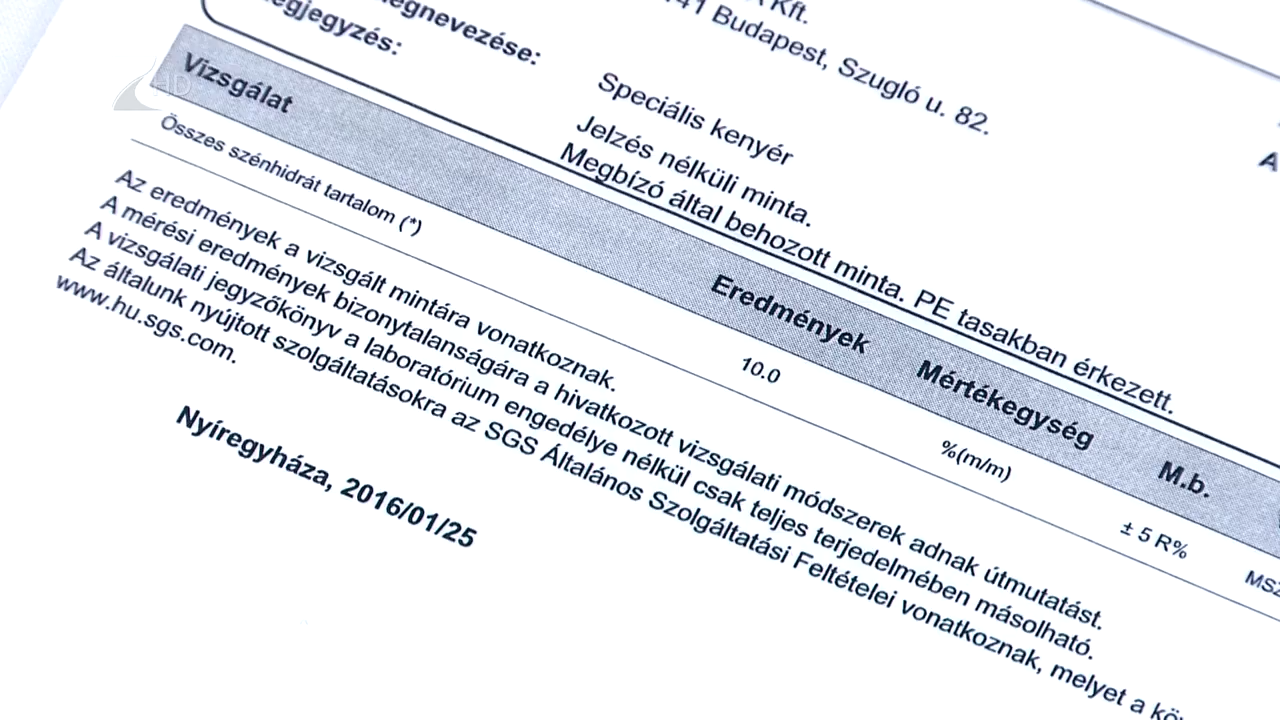 Kft.
Budapest, Szugló u. 82.
megnevezése:
Speciális kenyér
Megjegyzés:
Jelzés nélküli minta.
Megbízó által behozott minta. PE tasakban érkezett.
Vizsgálat Eredmények Mértékegység M.b.
Összes szénhidrát tartalom (*) 10.0 %(m/m) ± 5 R%
Az eredmények a vizsgált mintára vonatkoznak.
A mérési eredmények bizonytalanságára a hivatkozott vizsgálati módszerek adnak útmutatást.
A vizsgálati jegyzőkönyv a laboratórium engedélye nélkül csak teljes terjedelmében másolható.
Az általunk nyújtott szolgáltatásokra az SGS Általános Szolgáltatási Feltételei vonatkoznak, melyet a
www.hu.sgs.com.
Nyíregyháza, 2016/01/25
HD